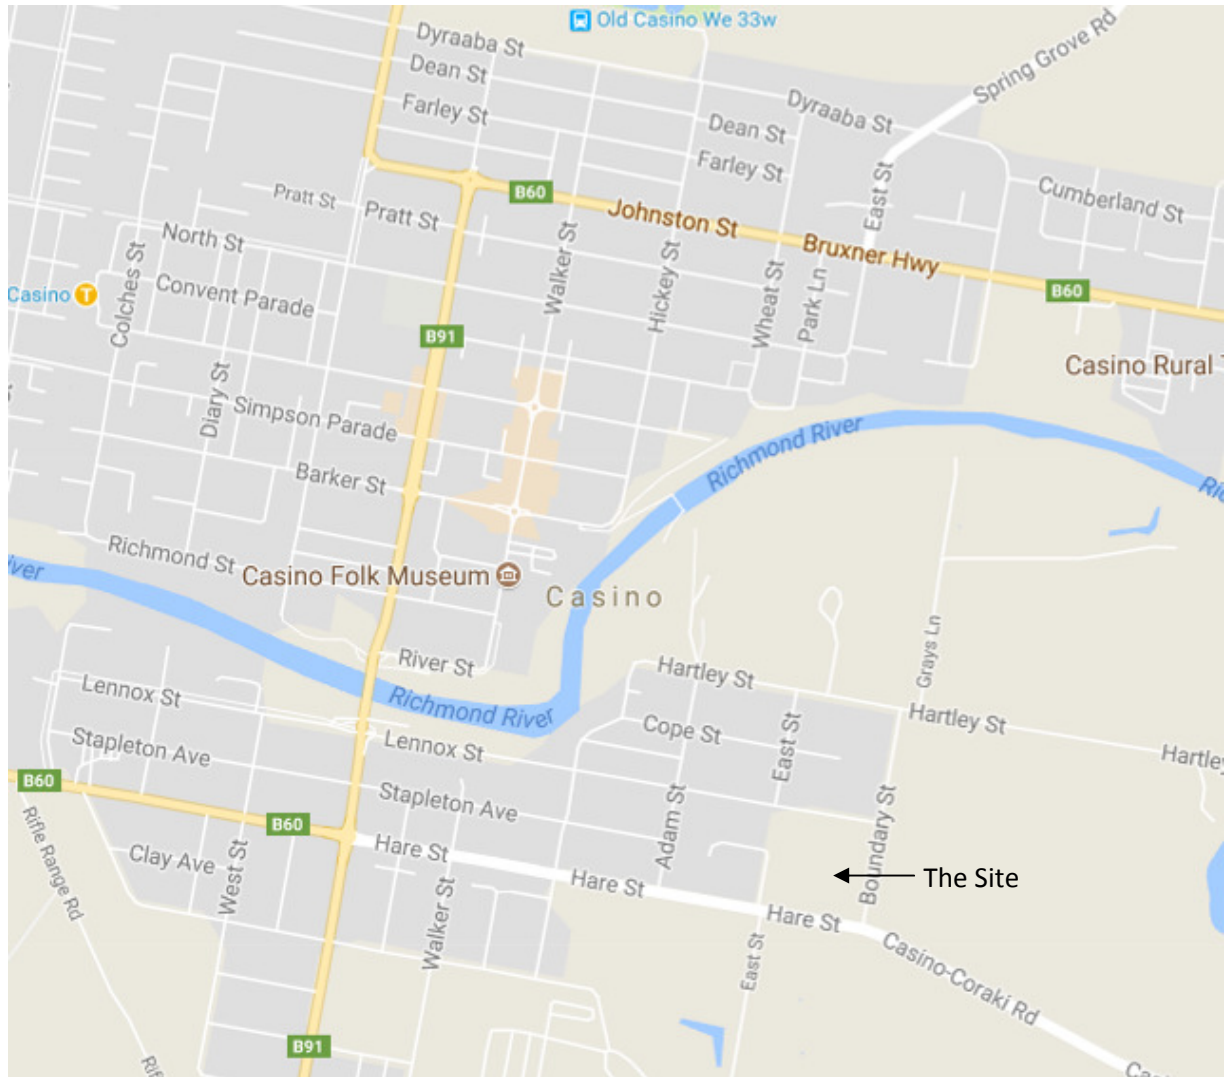 Old Casino We 33w
Spring Grove Rd
Dyraaba St
Dean St
Farley St
Dyraaba St
Dean St
Farley St
East St
Cumberland St
Pratt St
Pratt St
B60
Johnston St
Bruxner Hwy
B60
North St
Walker St
Hickey St
Wheat St
Park Ln
Colches St
Convent Parade
Casino
T
B91
Casino Rural
Diary St
Simpson Parade
Barker St
Richmond River
Richmond St
River
Casino Folk Museum
Casino
River St
Richmond River
Hartley St
Grays Ln
Hartley St
Hartley
Lennox St
Stapleton Ave
Lennox St
Cope St
East St
B60
Stapleton Ave
Adam St
Boundary St
B60
Rifle Range Rd
Clay Ave
West St
Hare St
Hare St
The Site
Walker St
Hare St
East St
Casino-Coraki Rd
B91